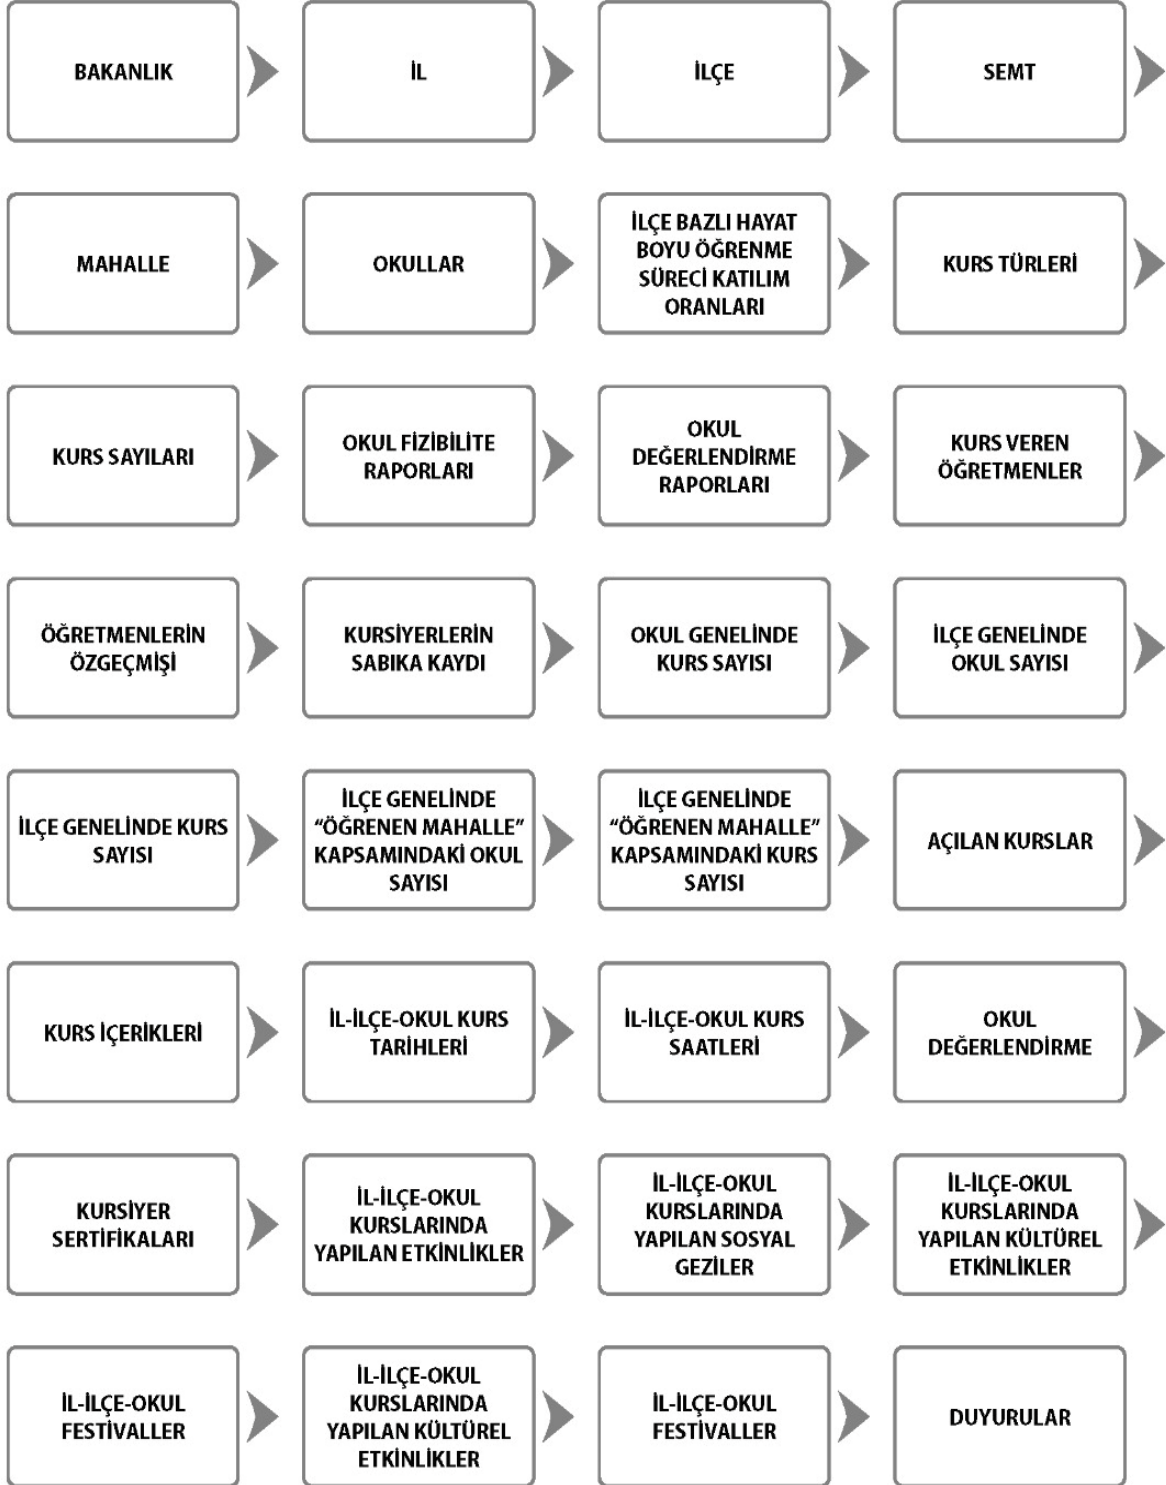 BAKANLIK
İL
İLÇE
SEMT
MAHALLE
OKULLAR
İLÇE BAZLI HAYAT
BOYU ÖĞRENME
SÜRECİ KATILIM
ORANLARI
KURS TÜRLERİ
KURS SAYILARI
OKUL FİZİBİLİTE
RAPORLARI
OKUL
DEĞERLENDİRME
RAPORLARI
KURS VEREN
ÖĞRETMENLER
ÖĞRETMENLERİN
ÖZGEÇMİŞİ
KURSİYERLERİN
SABIKA KAYDI
OKUL GENELİNDE
KURS SAYISI
İLÇE GENELİNDE
OKUL SAYISI
İLÇE GENELİNDE KURS
SAYISI
İLÇE GENELİNDE
“ÖĞRENEN MAHALLE”
KAPSAMINDAKİ OKUL
SAYISI
İLÇE GENELİNDE
“ÖĞRENEN MAHALLE”
KAPSAMINDAKİ KURS
SAYISI
AÇILAN KURSLAR
KURS İÇERİKLERİ
İL-İLÇE-OKUL KURS
TARİHLERİ
İL-İLÇE-OKUL KURS
SAATLERİ
OKUL
DEĞERLENDİRME
KURSİYER
SERTİFİKALARI
İL-İLÇE-OKUL
KURSLARINDA
YAPILAN ETKİNLİKLER
İL-İLÇE-OKUL
KURSLARINDA
YAPILAN SOSYAL
GEZİLER
İL-İLÇE-OKUL
KURSLARINDA
YAPILAN KÜLTÜREL
ETKİNLİKLER
İL-İLÇE-OKUL
FESTİVALLER
İL-İLÇE-OKUL
KURSLARINDA
YAPILAN KÜLTÜREL
ETKİNLİKLER
İL-İLÇE-OKUL
FESTİVALLER
DUYURULAR